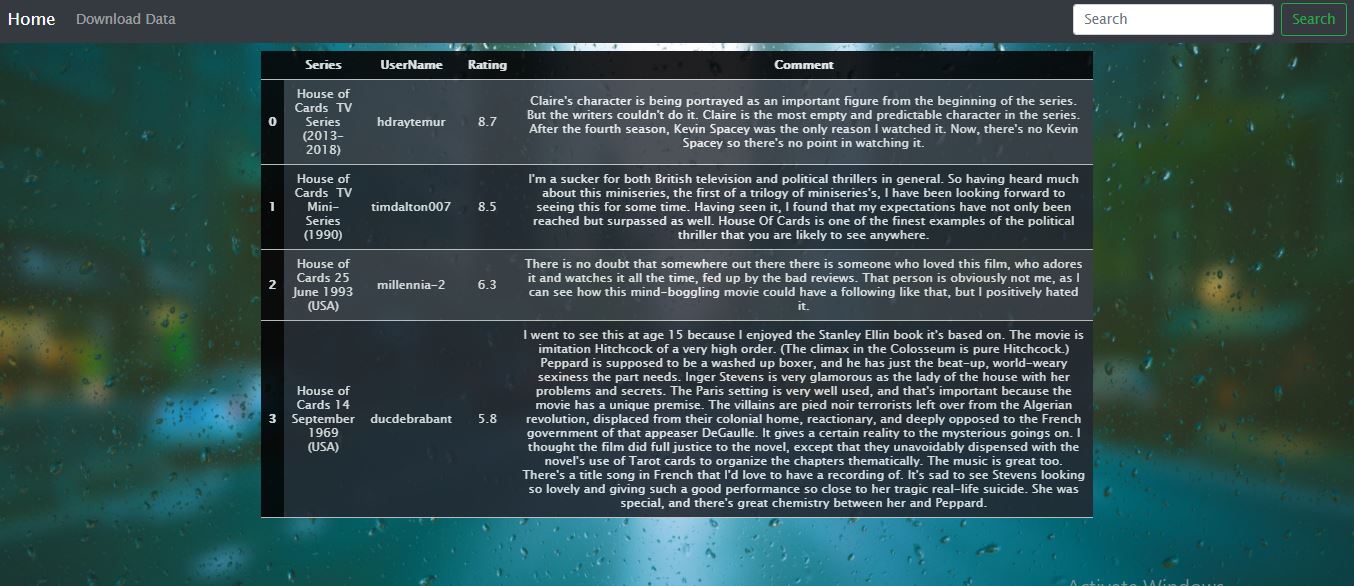 Home Download Data Search Search
Series UserName Rating Comment
0
House of
Cards TV
Series
(2013-
2018)
hdraytemur
8.7
Claire's character is being portrayed as an important figure from the beginning of the series.
But the writers couldn't do it. Claire is the most empty and predictable character in the series.
After the fourth season, Kevin Spacey was the only reason I watched it. Now, there's no Kevin
Spacey so there's no point in watching it.
1
House of
Cards TV
Mini-
Series
(1990)
timdalton007
8.5
I'm a sucker for both British television and political thrillers in general. So having heard much
about this miniseries, the first of a trilogy of miniseries's, I have been looking forward to
seeing this for some time. Having seen it, I found that my expectations have not only been
reached but surpassed as well. House Of Cards is one of the finest examples of the political
thriller that you are likely to see anywhere.
2
House of
Cards 25
June 1993
(USA)
millennia-2
6.3
There is no doubt that somewhere out there there is someone who loved this film, who adores
it and watches it all the time, fed up by the bad reviews. That person is obviously not me, as I
can see how this mind-boggling movie could have a following like that, but I positively hated
it.
3
House of
Cards 14
September
1969
(USA)
ducdebrabant
5.8
I went to see this at age 15 because I enjoyed the Stanley Ellin book it's based on. The movie is
imitation Hitchcock of a very high order. (The climax in the Colosseum is pure Hitchcock.)
Peppard is supposed to be a washed up boxer, and he has just the beat-up, world-weary
sexiness the part needs. Inger Stevens is very glamorous as the lady of the house with her
problems and secrets. The Paris setting is very well used, and that's important because the
movie has a unique premise. The villains are pied noir terrorists left over from the Algerian
revolution, displaced from their colonial home, reactionary, and deeply opposed to the French
government of that appeaser DeGaulle. It gives a certain reality to the mysterious goings on. I
thought the film did full justice to the novel, except that they unavoidably dispensed with the
novel's use of Tarot cards to organize the chapters thematically. The music is great too.
There's a title song in French that I'd love to have a recording of. It's sad to see Stevens looking
so lovely and giving such a good performance so close to her tragic real-life suicide. She was
special, and there's great chemistry between her and Peppard.
Activate Windows